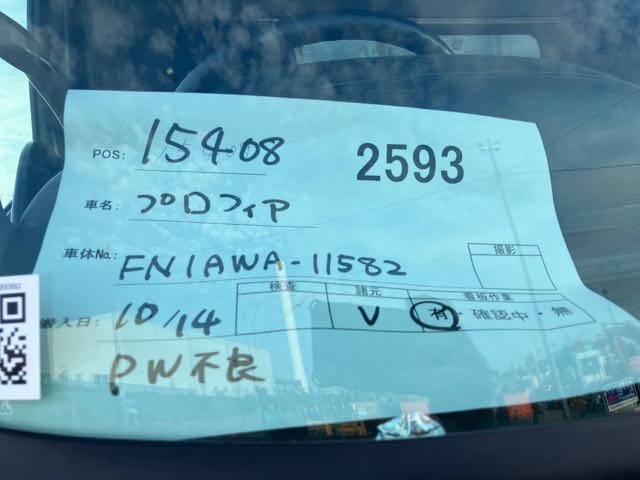 POS: 15408
2593
車名: プロフィア
車体No.: FN1AWA-11582
撮影
搬入日: 10/14
検査 諸元 看板作業
V 村・確認中・無
PW不良